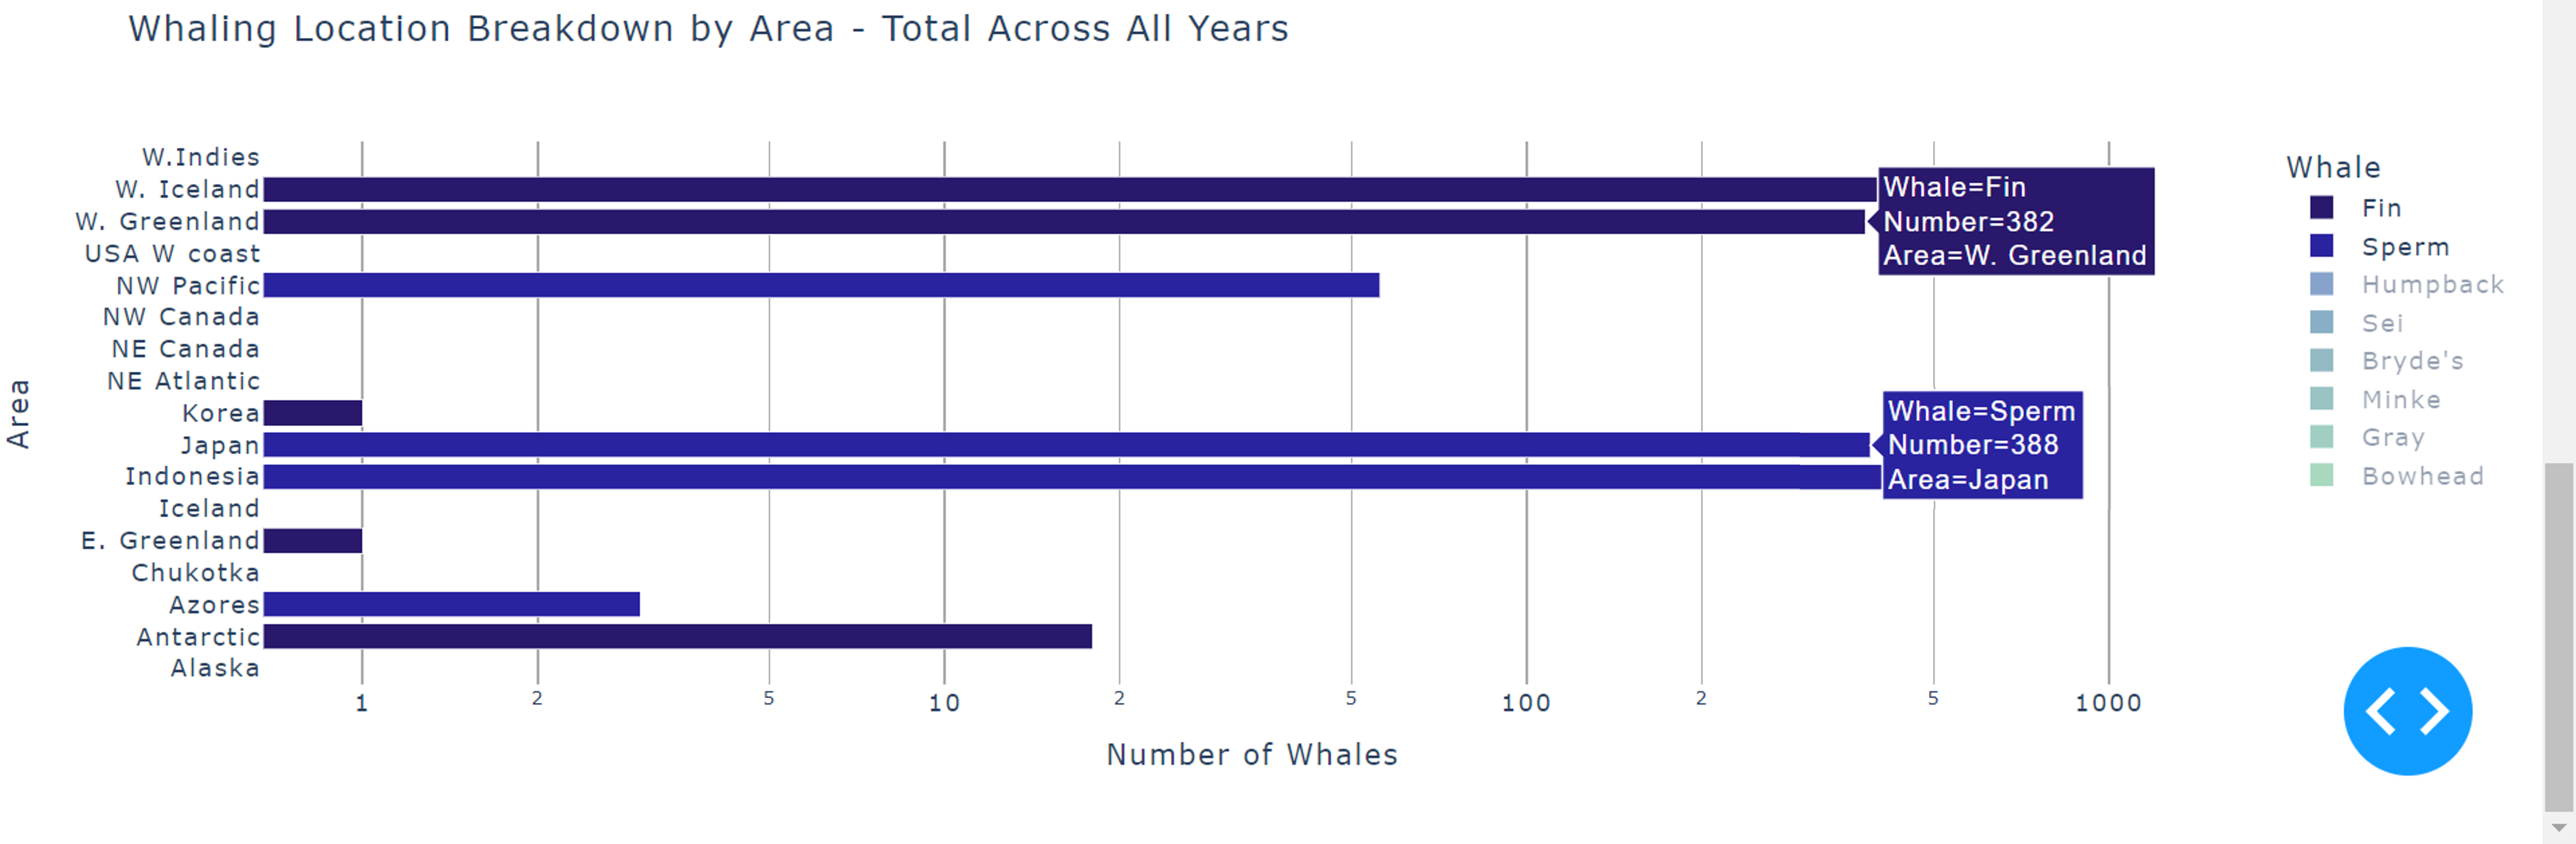 Whaling Location Breakdown by Area - Total Across All Years
W.Indies
W. Iceland
W. Greenland
USA W coast
NW Pacific
NW Canada
NE Canada
NE Atlantic
Korea
Japan
Indonesia
Iceland
E. Greenland
Chukotka
Azores
Antarctic
Alaska
Area
Whale=Fin
Number=382
Area=W. Greenland
Whale=Sperm
Number=388
Area=Japan
1 2 5 10 2 5 100 2 5 1000
Number of Whales
Whale
Fin
Sperm
Humpback
Sei
Bryde's
Minke
Gray
Bowhead